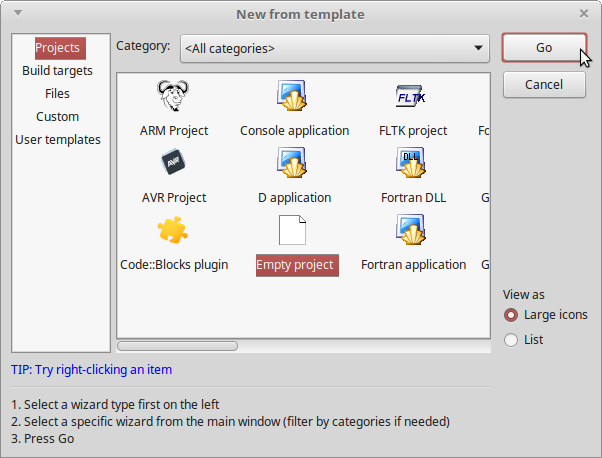 New from template
Projects
Build targets
Files
Custom
User templates
Category:
<All categories>
Go
Cancel
ARM Project
Console application
FLTK
FLTK project
Fo
AVR
AVR Project
D application
DLL
Fortran DLL
G
Code::Blocks plugin
Empty project
Fortran application
G
View as
Large icons
List
TIP: Try right-clicking an item
1. Select a wizard type first on the left
2. Select a specific wizard from the main window (filter by categories if needed)
3. Press Go